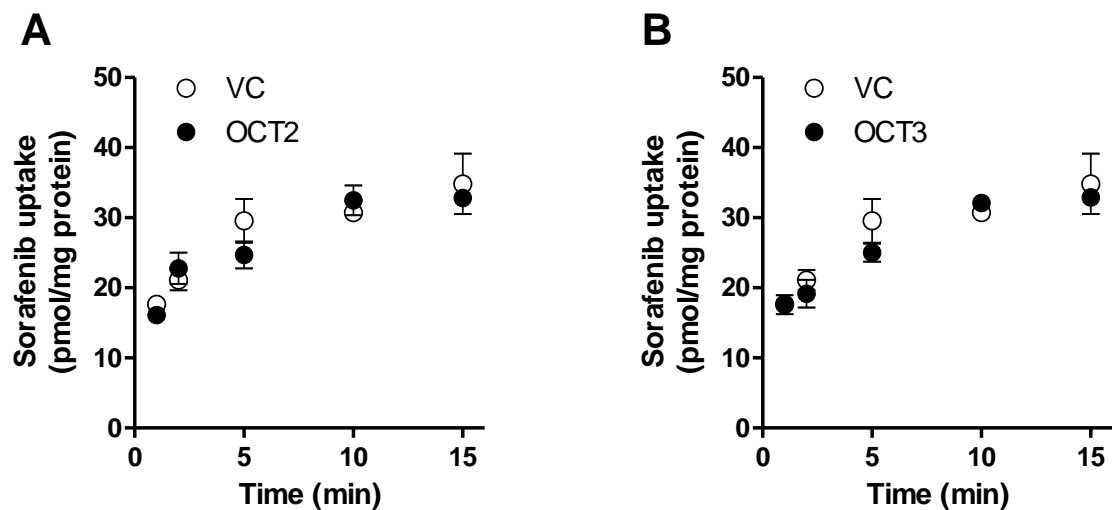 A
Sorafenib uptake
(pmol/mg protein)
50
40
30
20
10
0
VC
OCT2
0 5 10 15
Time (min)
B
Sorafenib uptake
(pmol/mg protein)
50
40
30
20
10
0
VC
OCT3
0 5 10 15
Time (min)